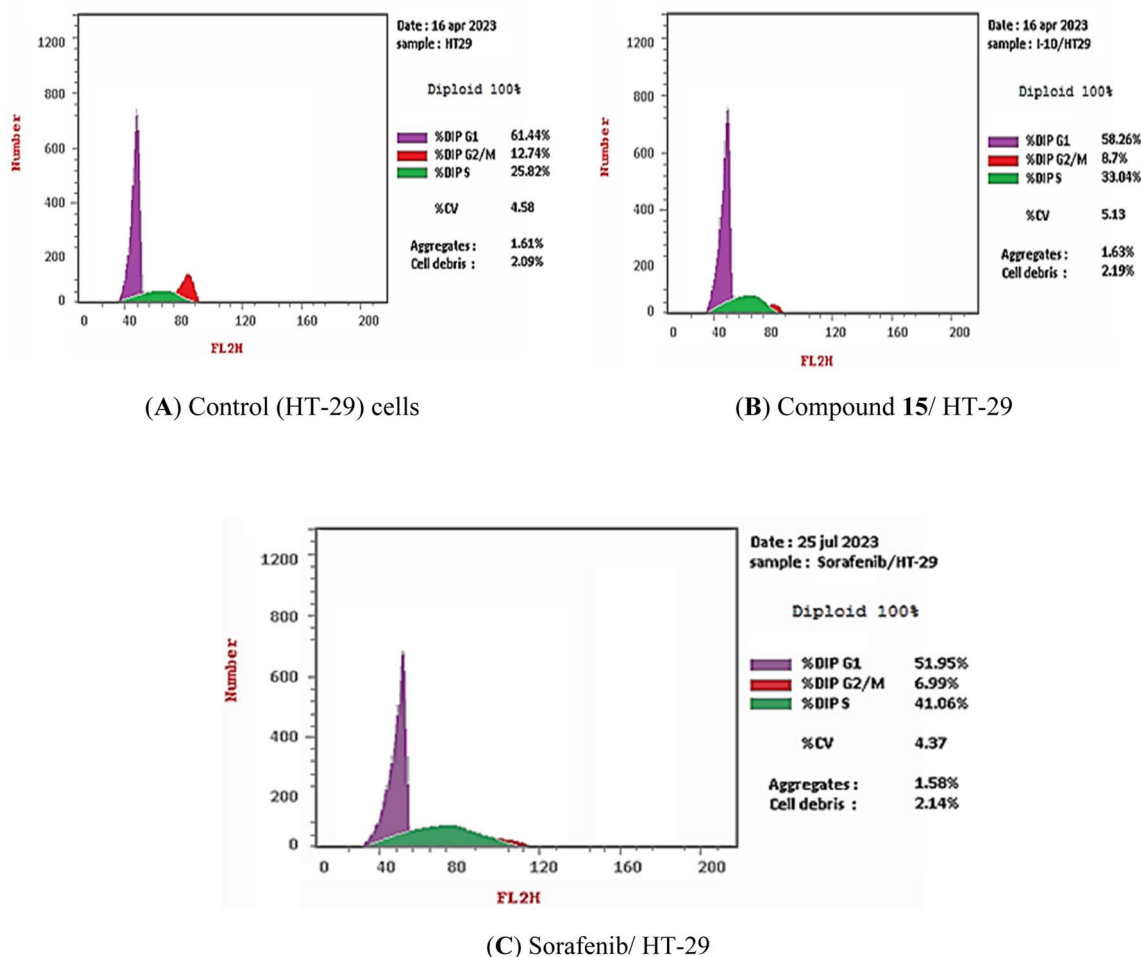 Date : 16 apr 2023
sample : HT29
Diploid 100%
%DIP G1 61.44%
%DIP G2/M 12.74%
%DIP S 25.82%
%CV 4.58
Aggregates : 1.61%
Cell debris : 2.09%
Number
1200
800
600
400
200
0
0 40 80 120 160 200
FL2H
(A) Control (HT-29) cells
Date : 16 apr 2023
sample : I-10/HT29
Diploid 100%
%DIP G1 58.26%
%DIP G2/M 8.7%
%DIP S 33.04%
%CV 5.13
Aggregates : 1.63%
Cell debris : 2.19%
Number
1200
800
600
400
200
0
0 40 80 120 160 200
FL2H
(B) Compound 15/ HT-29
Date : 25 jul 2023
sample : Sorafenib/HT-29
Diploid 100%
%DIP G1 51.95%
%DIP G2/M 6.99%
%DIP S 41.06%
%CV 4.37
Aggregates : 1.58%
Cell debris : 2.14%
Number
1200
800
600
400
200
0
0 40 80 120 160 200
FL2H
(C) Sorafenib/ HT-29